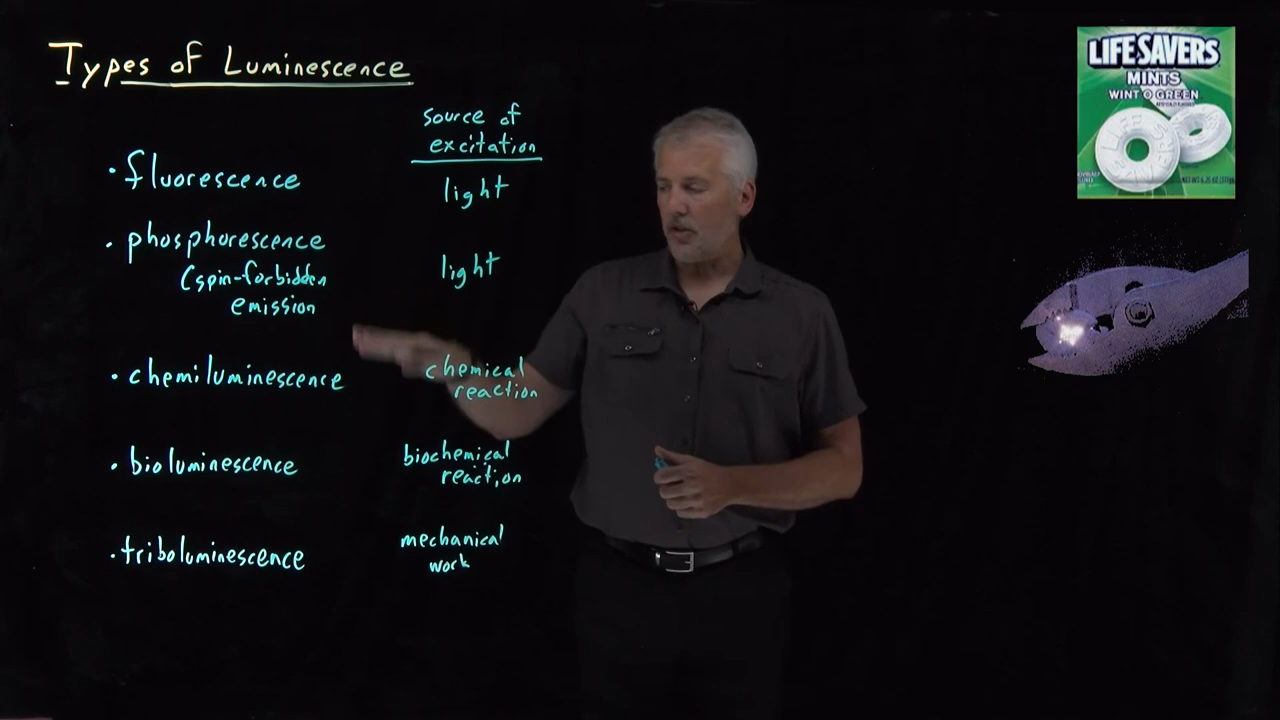 Types of Luminescence
source of
excitation
• fluorescence light
• phosphorescence light
(spin-forbidden
emission
• chemiluminescence chemical
reaction
• bioluminescence biochemical
reaction
• triboluminescence mechanical
work
LIFE SAVERS
MINTS
WINT O GREEN